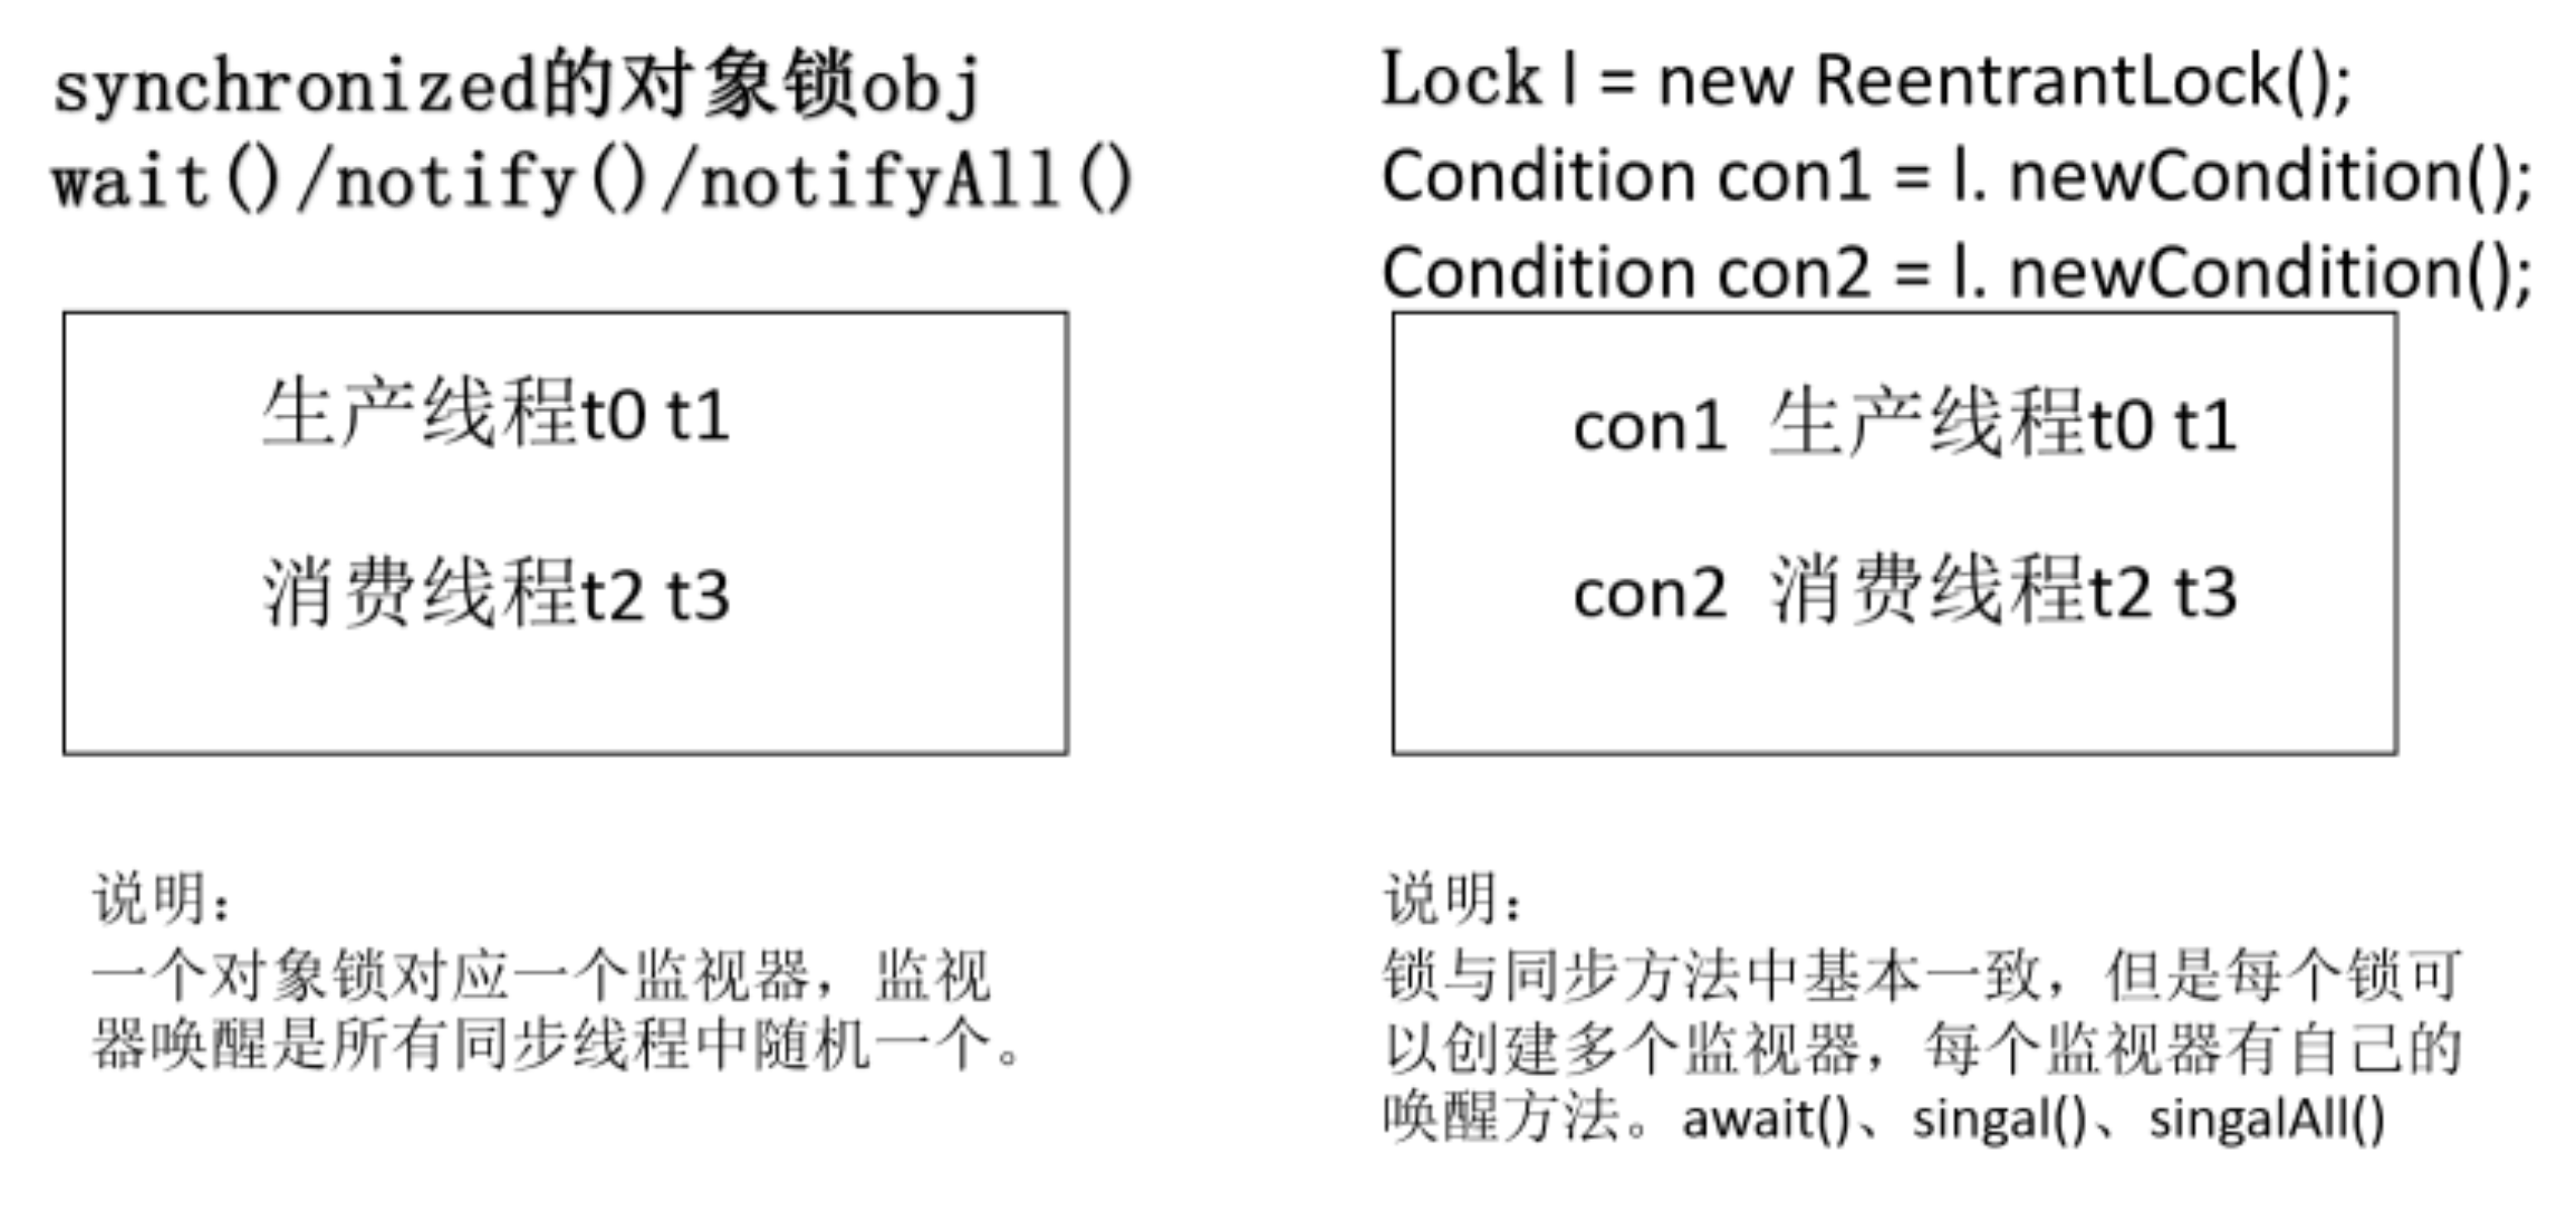 synchronized的对象锁obj
wait()/notify()/notifyAll()
生产线程t0 t1
消费线程t2 t3
说明：
一个对象锁对应一个监视器，监视
器唤醒是所有同步线程中随机一个。
Lock l = new ReentrantLock();
Condition con1 = l. newCondition();
Condition con2 = l. newCondition();
con1 生产线程t0 t1
con2 消费线程t2 t3
说明：
锁与同步方法中基本一致，但是每个锁可
以创建多个监视器，每个监视器有自己的
唤醒方法。await()、singal()、singalAll()